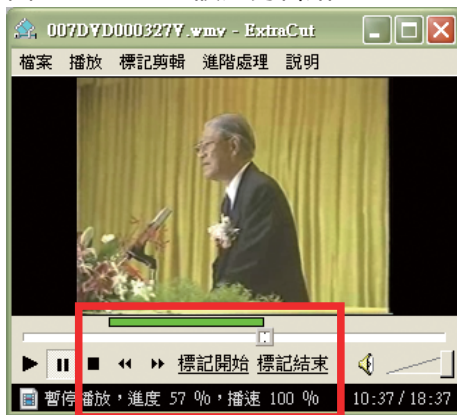 007DVD000327V.wmv - ExtraCut
檔案 播放 標記剪輯 進階處理 說明
標記開始 標記結束
暫停播放，進度 57 %，播速 100 % 10:37 / 18:37